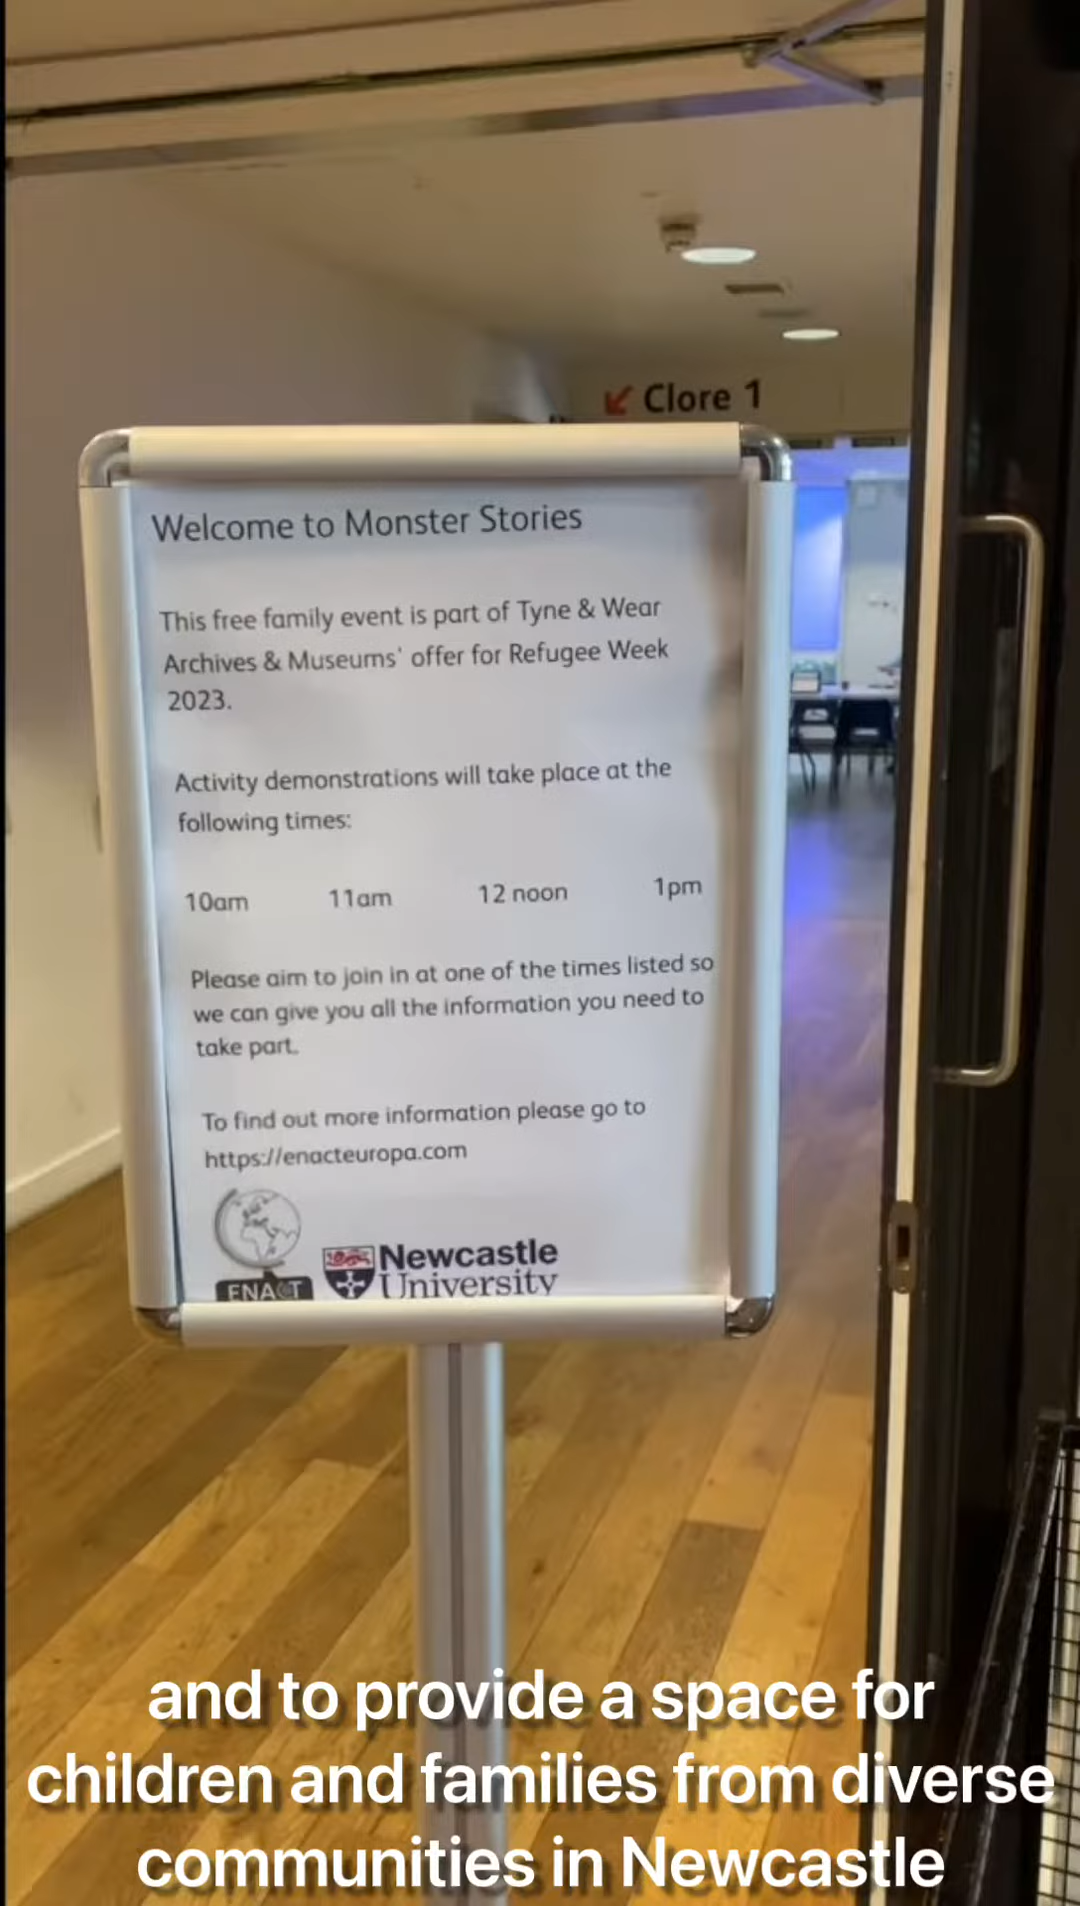 Clore 1
Welcome to Monster Stories
This free family event is part of Tyne & Wear
Archives & Museums' offer for Refugee Week
2023.
Activity demonstrations will take place at the
following times:
10am 11am 12 noon 1pm
Please aim to join in at one of the times listed so
we can give you all the information you need to
take part.
To find out more information please go to
https://enacteuropa.com
ENACT
Newcastle
University
and to provide a space for
children and families from diverse
communities in Newcastle